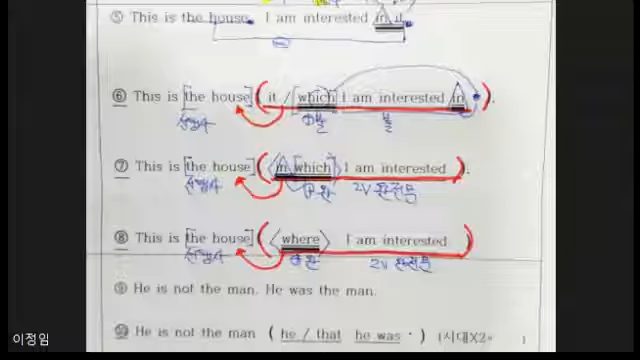 ⑤ This is the house. I am interested in it.
⑥ This is [the house] ( it / [which] I am interested in ).
선행사
⑦ This is [the house] (<in [which]> I am interested ).
선행사 2V 완전문
⑧ This is [the house] (<where> I am interested )
선행사 2V 완전문
⑨ He is not the man. He was the man.
⑩ He is not the man ( he / that he was · ) (시대X2-
이정임
1